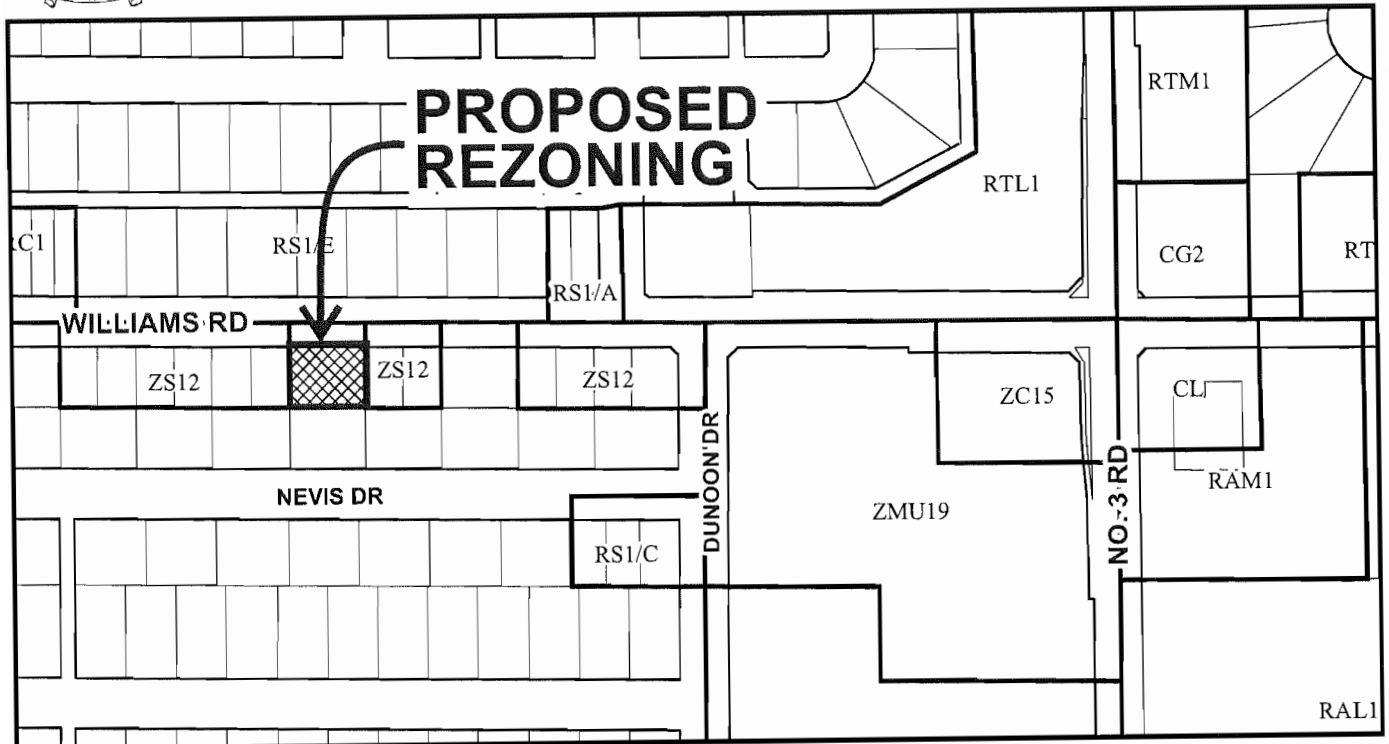 PROPOSED
REZONING
RTM1
RTL1
RS1/E
CG2
RS1/A
WILLIAMS RD
ZS12
ZS12
ZS12
ZC15
CL
RAM1
NEVIS DR
DUNOON DR
NO. 3 RD
ZMU19
RS1/C
RAL1